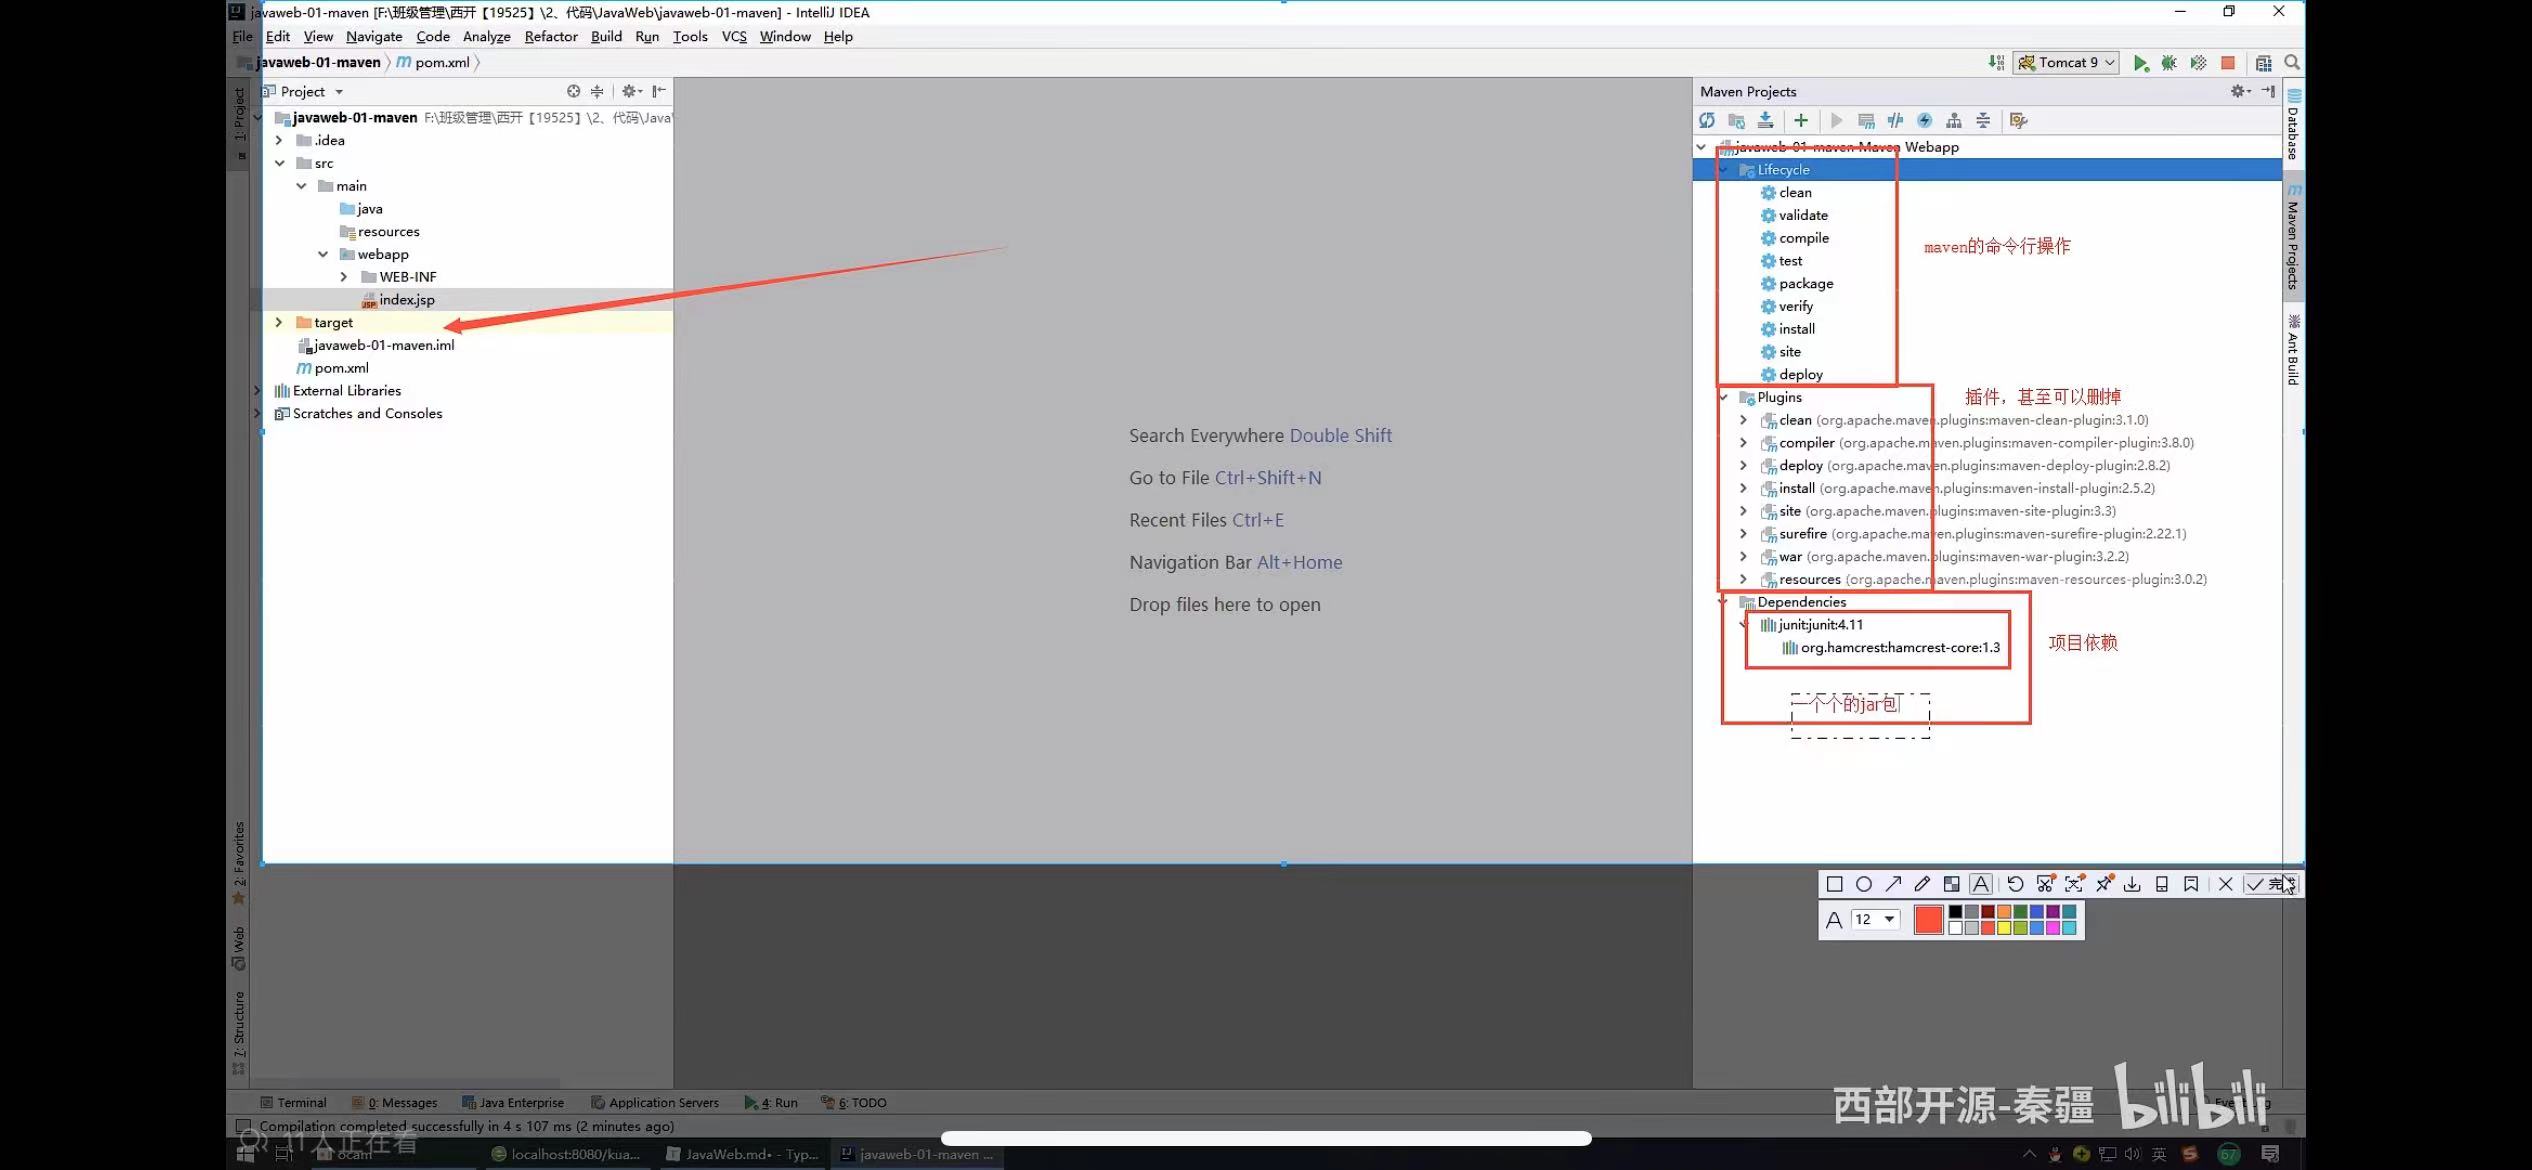 javaweb-01-maven [F:\班级管理\西开【19525】\2、代码\JavaWeb\javaweb-01-maven] - IntelliJ IDEA
File Edit View Navigate Code Analyze Refactor Build Run Tools VCS Window Help
javaweb-01-maven pom.xml
Tomcat 9
1: Project
Project
javaweb-01-maven F:\班级管理\西开【19525】\2、代码\Java
.idea
src
main
java
resources
webapp
WEB-INF
index.jsp
target
javaweb-01-maven.iml
pom.xml
External Libraries
Scratches and Consoles
2: Favorites
Web
7: Structure
Search Everywhere Double Shift
Go to File Ctrl+Shift+N
Recent Files Ctrl+E
Navigation Bar Alt+Home
Drop files here to open
Maven Projects
javaweb-01-maven Maven Webapp
Lifecycle
clean
validate
compile
test
package
verify
install
site
deploy
maven的命令行操作
Plugins
插件，甚至可以删掉
clean (org.apache.maven.plugins:maven-clean-plugin:3.1.0)
compiler (org.apache.maven.plugins:maven-compiler-plugin:3.8.0)
deploy (org.apache.maven.plugins:maven-deploy-plugin:2.8.2)
install (org.apache.maven.plugins:maven-install-plugin:2.5.2)
site (org.apache.maven.plugins:maven-site-plugin:3.3)
surefire (org.apache.maven.plugins:maven-surefire-plugin:2.22.1)
war (org.apache.maven.plugins:maven-war-plugin:3.2.2)
resources (org.apache.maven.plugins:maven-resources-plugin:3.0.2)
Dependencies
junit:junit:4.11
org.hamcrest:hamcrest-core:1.3
项目依赖
一个个的jar包
Database
Maven Projects
Ant Build
A
完
A 12
西部开源-秦疆 bilibili
Terminal 0: Messages Java Enterprise Application Servers 4: Run 6: TODO
Compilation completed successfully in 4 s 107 ms (2 minutes ago)
11人正在看
ocam localhost:8080/kua... JavaWeb.md• - Typ... javaweb-01-maven ...
英 67